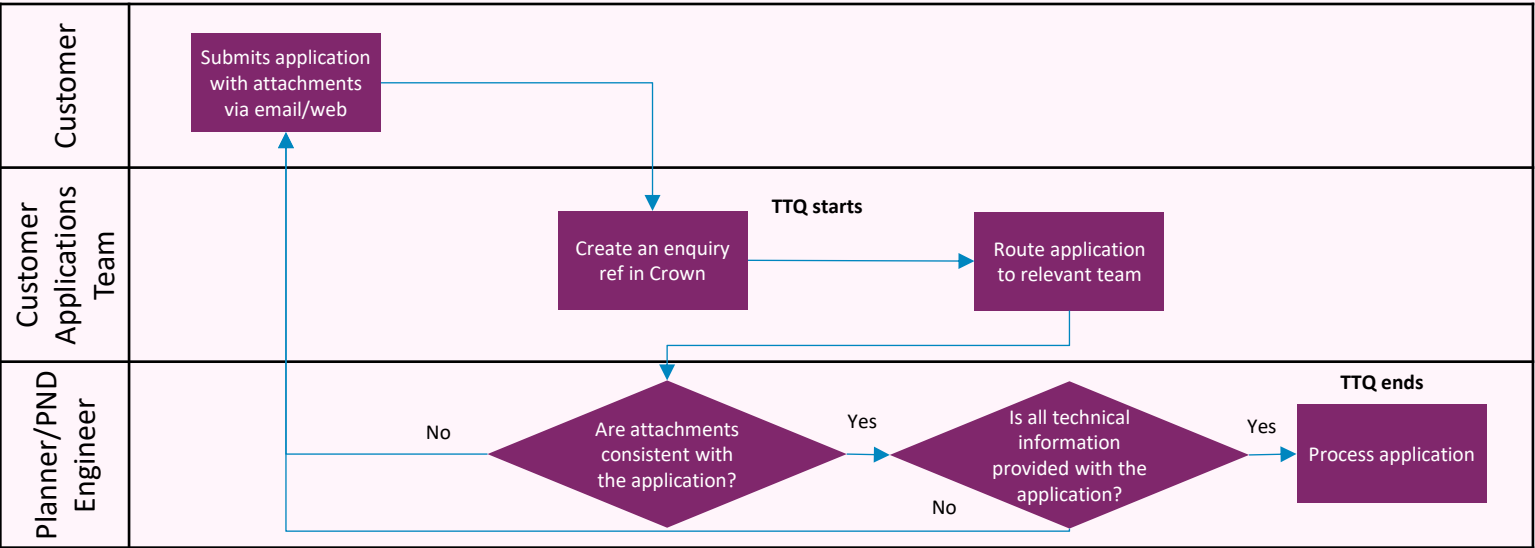 Customer
Submits application
with attachments
via email/web
Customer
Applications
Team
TTQ starts
Create an enquiry
ref in Crown
Route application
to relevant team
Planner/PND
Engineer
No
Are attachments
consistent with
the application?
Yes
Is all technical
information
provided with the
application?
No
Yes
TTQ ends
Process application